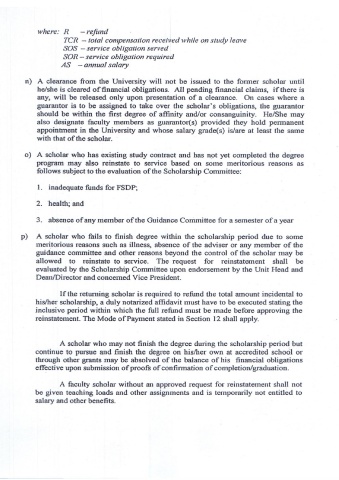 where: R – refund
TCR – total compensation received while on study leave
SOS – service obligation served
SOR – service obligation required
AS – annual salary
n) A clearance from the University will not be issued to the former scholar until
he/she is cleared of financial obligations. All pending financial claims, if there is
any, will be released only upon presentation of a clearance. On cases where a
guarantor is to be assigned to take over the scholar's obligations, the guarantor
should be within the first degree of affinity and/or consanguinity. He/She may
also designate faculty members as guarantor(s) provided they hold permanent
appointment in the University and whose salary grade(s) is/are at least the same
with that of the scholar.
o) A scholar who has existing study contract and has not yet completed the degree
program may also reinstate to service based on some meritorious reasons as
follows subject to the evaluation of the Scholarship Committee:
1. inadequate funds for FSDP;
2. health; and
3. absence of any member of the Guidance Committee for a semester of a year
p) A scholar who fails to finish degree within the scholarship period due to some
meritorious reasons such as illness, absence of the adviser or any member of the
guidance committee and other reasons beyond the control of the scholar may be
allowed to reinstate to service. The request for reinstatement shall be
evaluated by the Scholarship Committee upon endorsement by the Unit Head and
Dean/Director and concerned Vice President.
If the returning scholar is required to refund the total amount incidental to
his/her scholarship, a duly notarized affidavit must have to be executed stating the
inclusive period within which the full refund must be made before approving the
reinstatement. The Mode of Payment stated in Section 12 shall apply.
A scholar who may not finish the degree during the scholarship period but
continue to pursue and finish the degree on his/her own at accredited school or
through other grants may be absolved of the balance of his financial obligations
effective upon submission of proofs of confirmation of completion/graduation.
A faculty scholar without an approved request for reinstatement shall not
be given teaching loads and other assignments and is temporarily not entitled to
salary and other benefits.